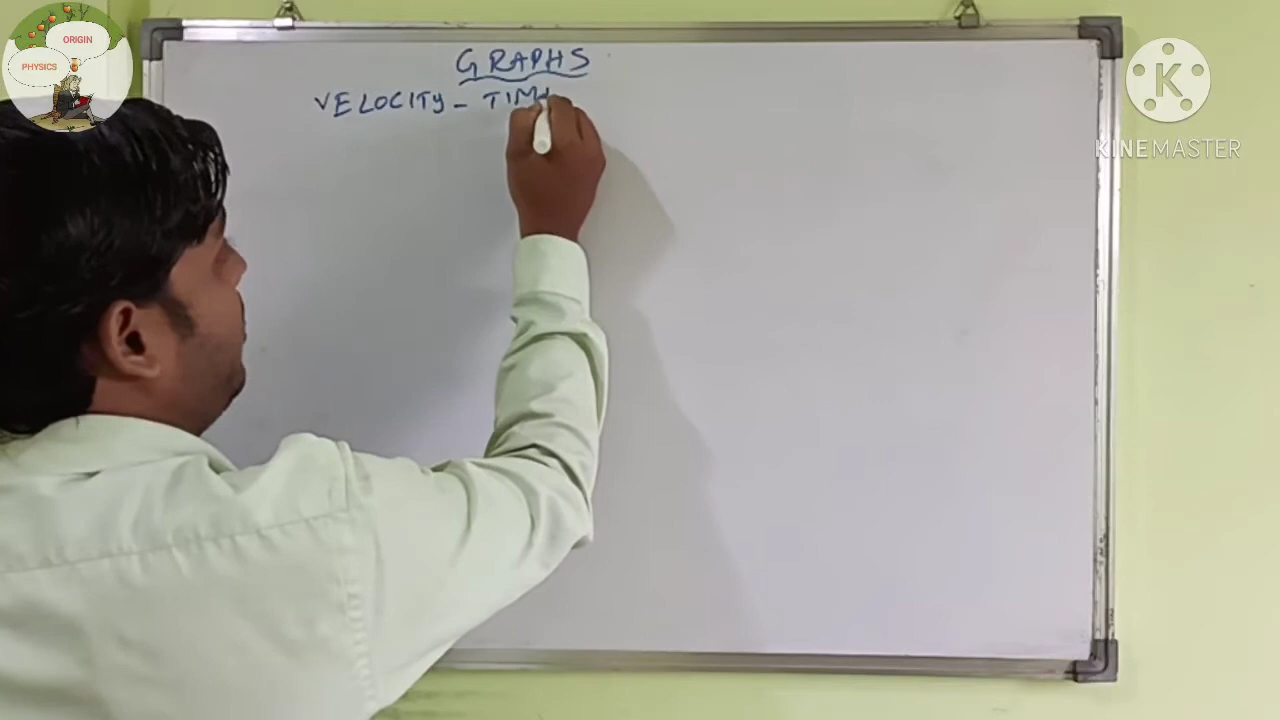 ORIGIN
PHYSICS
GRAPHS
VELOCITY - TIM
K
KINEMASTER